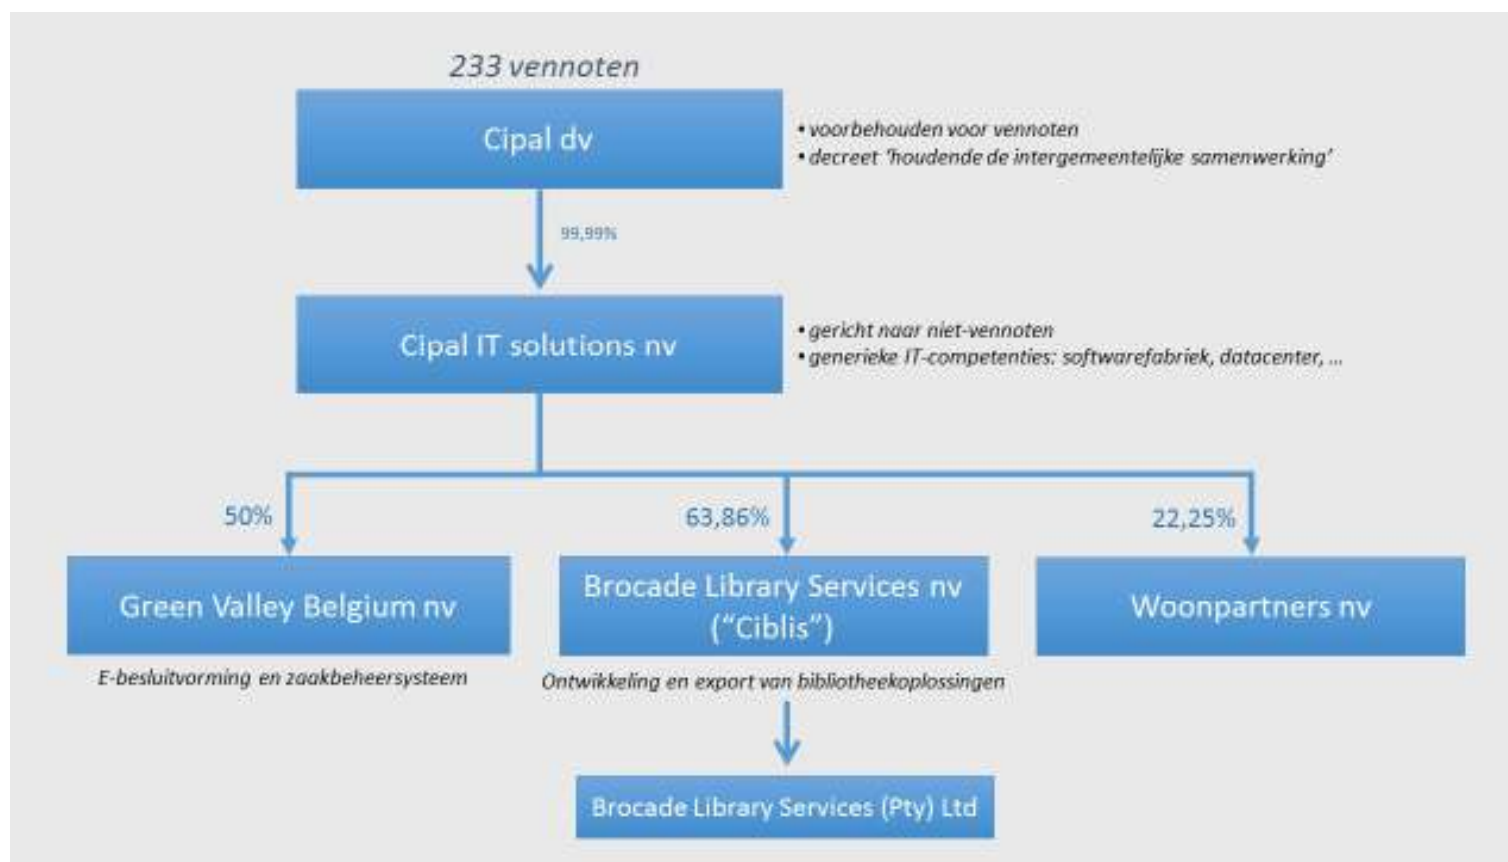 233 vennoten
Cipal dv
• voorbehouden voor vennoten
• decreet 'houdende de intergemeentelijke samenwerking'
99,99%
Cipal IT solutions nv
• gericht naar niet-vennoten
• generieke IT-competenties: softwarefabriek, datacenter, ...
50%
63,86%
22,25%
Green Valley Belgium nv
E-besluitvorming en zaakbeheersysteem
Brocade Library Services nv
("Ciblis")
Ontwikkeling en export van bibliotheekoplossingen
Woonpartners nv
Brocade Library Services (Pty) Ltd